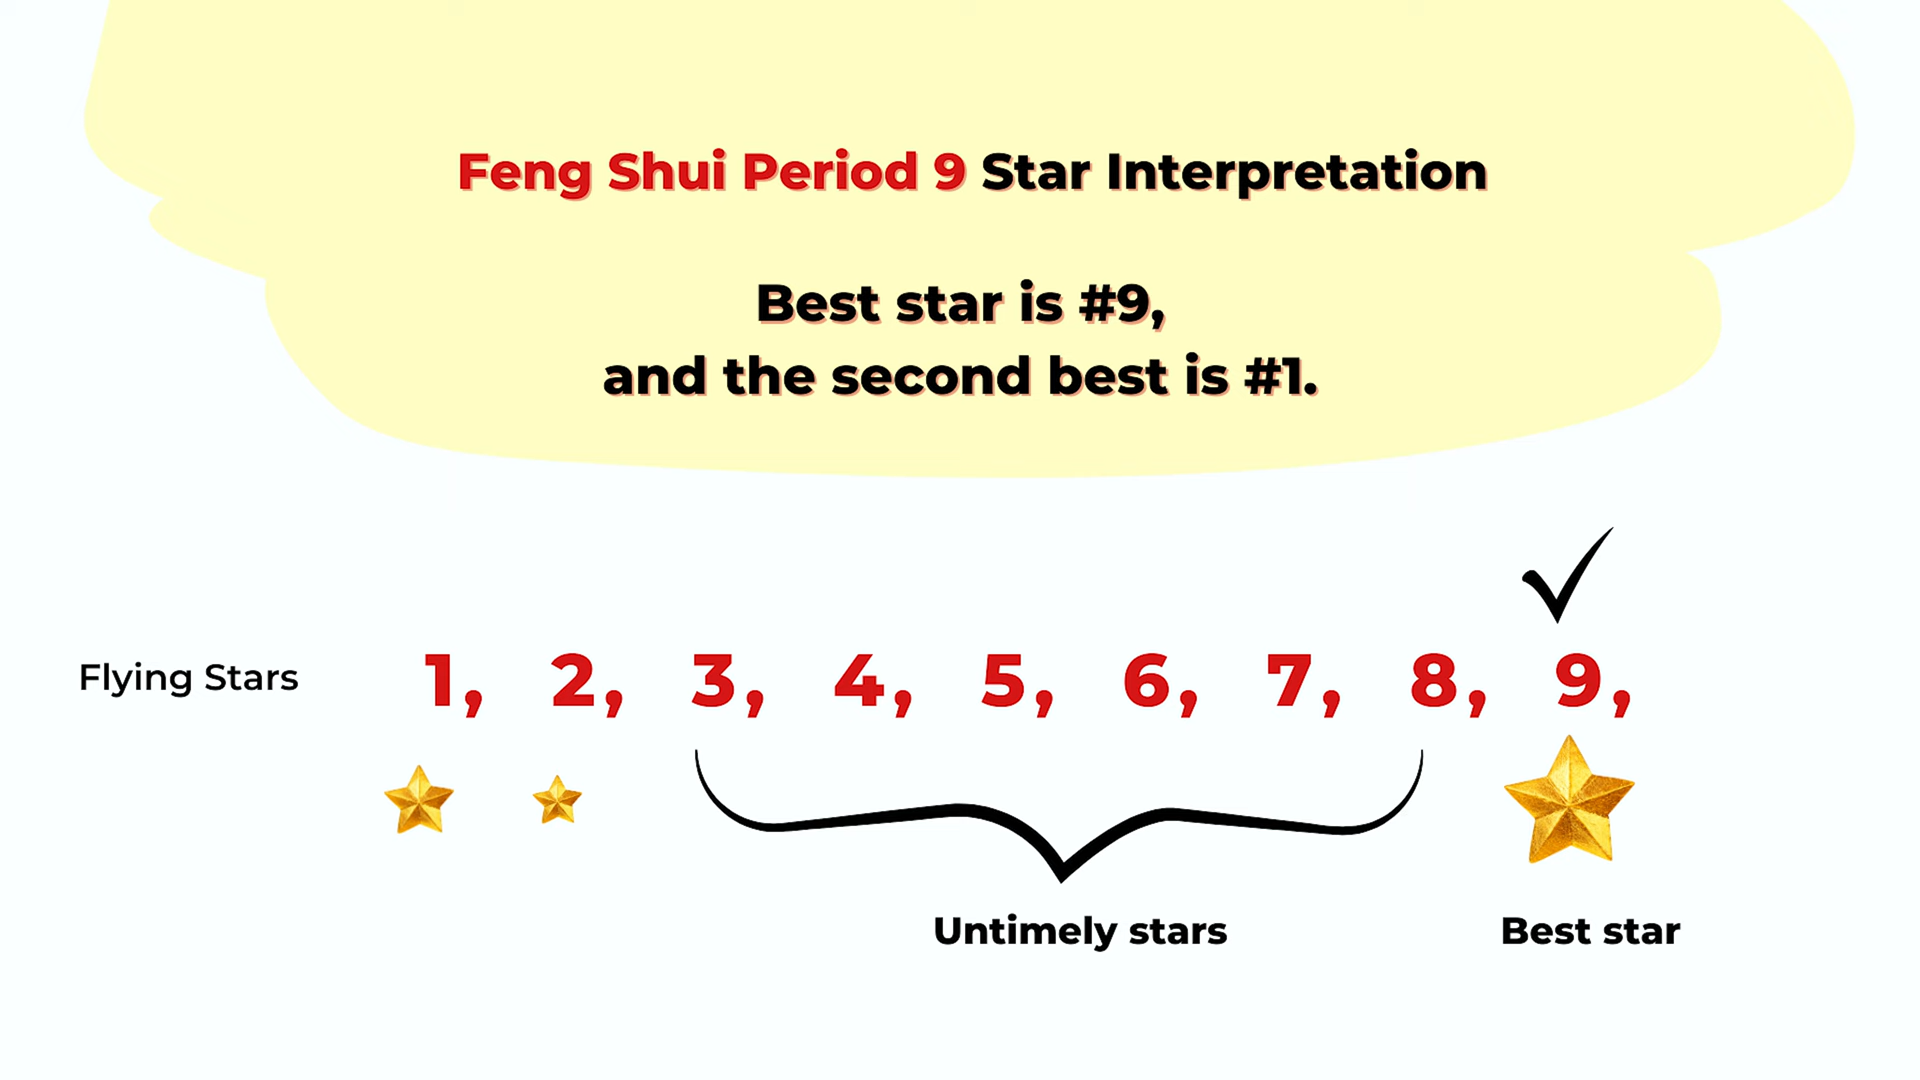 Feng Shui Period 9 Star Interpretation
Best star is #9,
and the second best is #1.
Flying Stars 1, 2, 3, 4, 5, 6, 7, 8, 9,
Untimely stars Best star